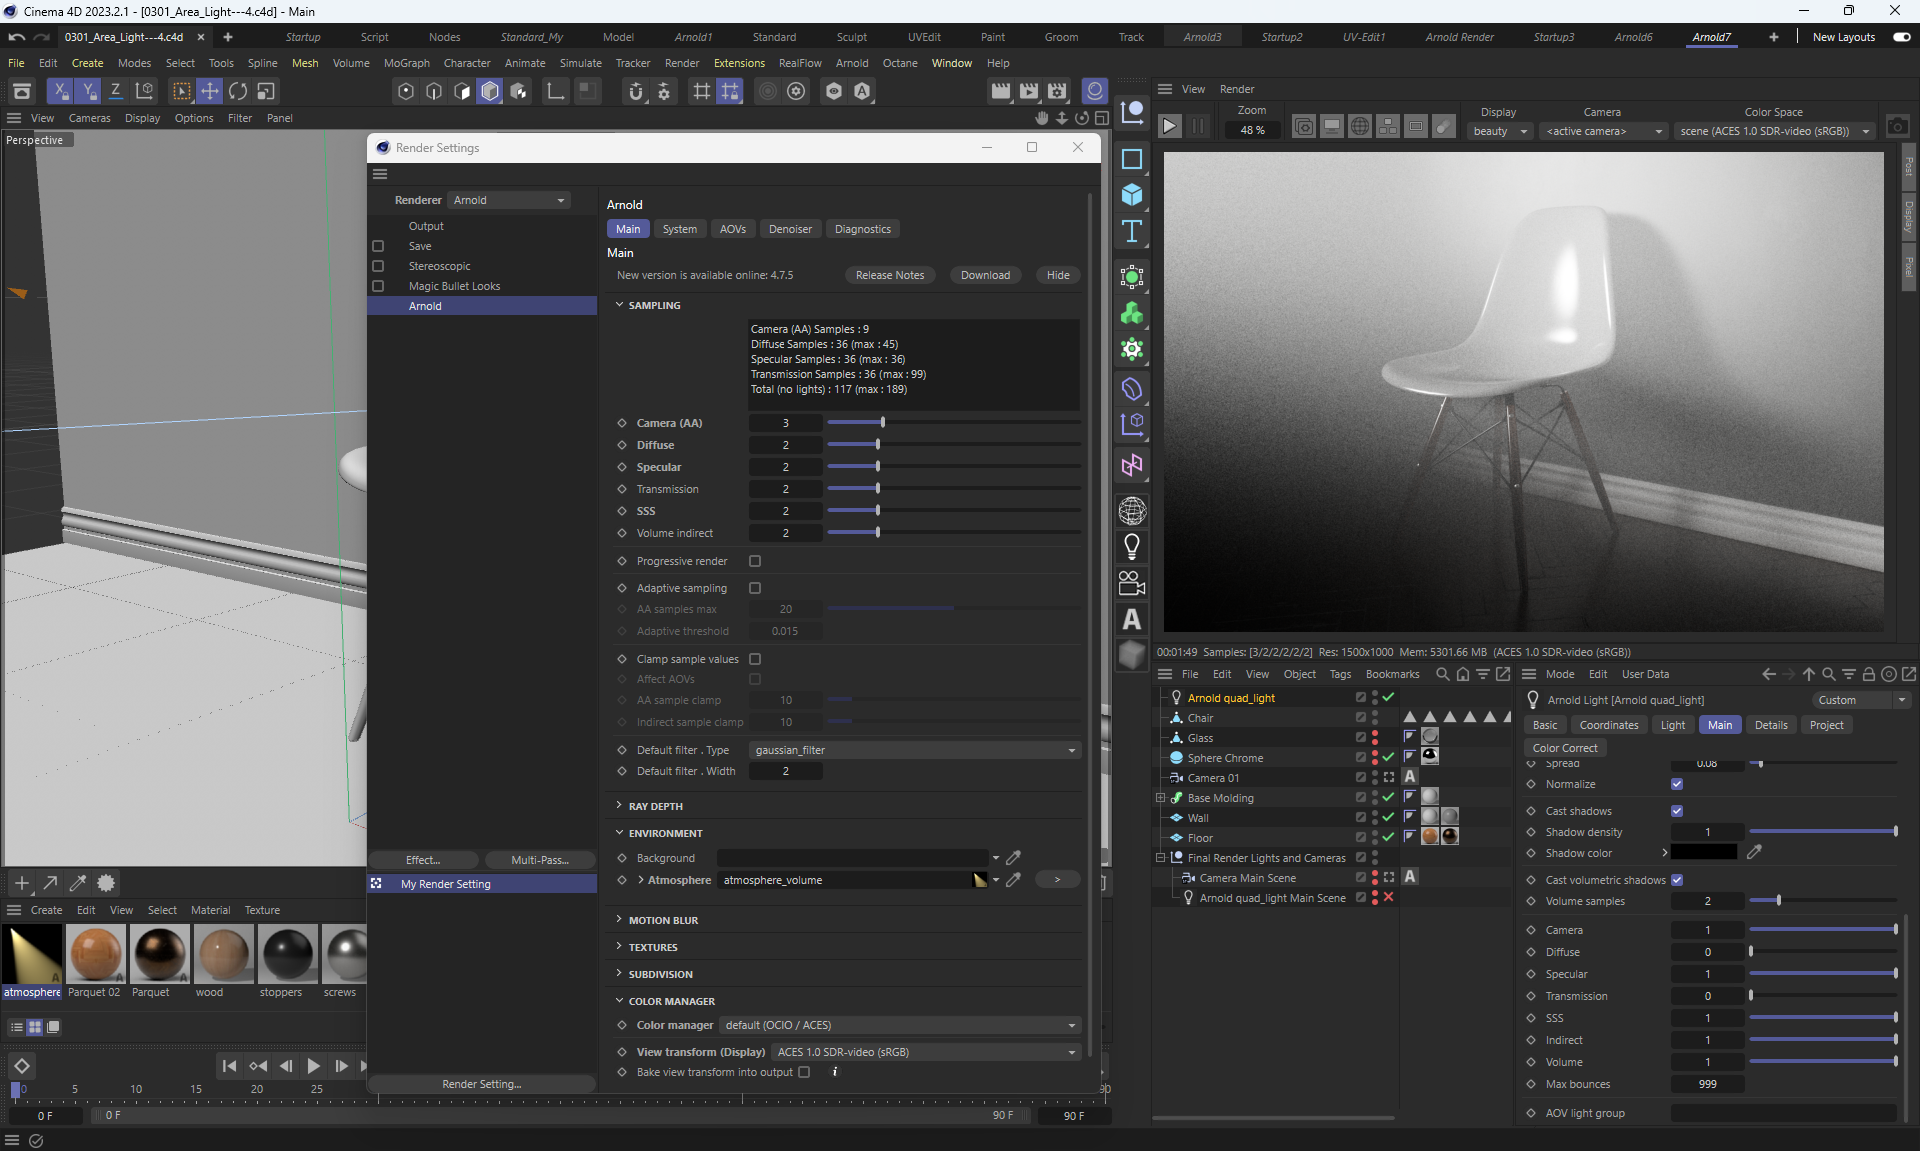 Cinema 4D 2023.2.1 - [0301_Area_Light---4.c4d] - Main
0301_Area_Light---4.c4d
Startup
Script
Nodes
Standard_My
Model
Arnold1
Standard
Sculpt
UVEdit
Paint
Groom
Track
Arnold3
Startup2
UV-Edit1
Arnold Render
Startup3
Arnold6
Arnold7
New Layouts
File Edit Create Modes Select Tools Spline Mesh Volume MoGraph Character Animate Simulate Tracker Render Extensions RealFlow Arnold Octane Window Help
View Cameras Display Options Filter Panel
Perspective
Render Settings
Renderer Arnold
Output
Save
Stereoscopic
Magic Bullet Looks
Arnold
Effect...
Multi-Pass...
My Render Setting
Render Setting...
Arnold
Main System AOVs Denoiser Diagnostics
Main
New version is available online: 4.7.5
Release Notes
Download
Hide
SAMPLING
Camera (AA) Samples : 9
Diffuse Samples : 36 (max : 45)
Specular Samples : 36 (max : 36)
Transmission Samples : 36 (max : 99)
Total (no lights) : 117 (max : 189)
Camera (AA) 3
Diffuse 2
Specular 2
Transmission 2
SSS 2
Volume indirect 2
Progressive render
Adaptive sampling
AA samples max 20
Adaptive threshold 0.015
Clamp sample values
Affect AOVs
AA sample clamp 10
Indirect sample clamp 10
Default filter . Type gaussian_filter
Default filter . Width 2
RAY DEPTH
ENVIRONMENT
Background
Atmosphere atmosphere_volume >
MOTION BLUR
TEXTURES
SUBDIVISION
COLOR MANAGER
Color manager default (OCIO / ACES)
View transform (Display) ACES 1.0 SDR-video (sRGB)
Bake view transform into output
Create Edit View Select Material Texture
atmosphere
Parquet 02
Parquet
wood
stoppers
screws
0 5 10 15 20 25
0 F
0 F
90 F
90 F
View Render
Zoom
48 %
Display
beauty
Camera
<active camera>
Color Space
scene (ACES 1.0 SDR-video (sRGB))
Post
Display
Pixel
00:01:49 Samples: [3/2/2/2/2/2] Res: 1500x1000 Mem: 5301.66 MB (ACES 1.0 SDR-video (sRGB))
File Edit View Object Tags Bookmarks
Arnold quad_light
Chair
Glass
Sphere Chrome
Camera 01
Base Molding
Wall
Floor
Final Render Lights and Cameras
Camera Main Scene
Arnold quad_light Main Scene
Mode Edit User Data
Arnold Light [Arnold quad_light]
Custom
Basic Coordinates Light Main Details Project
Color Correct
Spread 0.08
Normalize
Cast shadows
Shadow density 1
Shadow color
Cast volumetric shadows
Volume samples 2
Camera 1
Diffuse 0
Specular 1
Transmission 0
SSS 1
Indirect 1
Volume 1
Max bounces 999
AOV light group